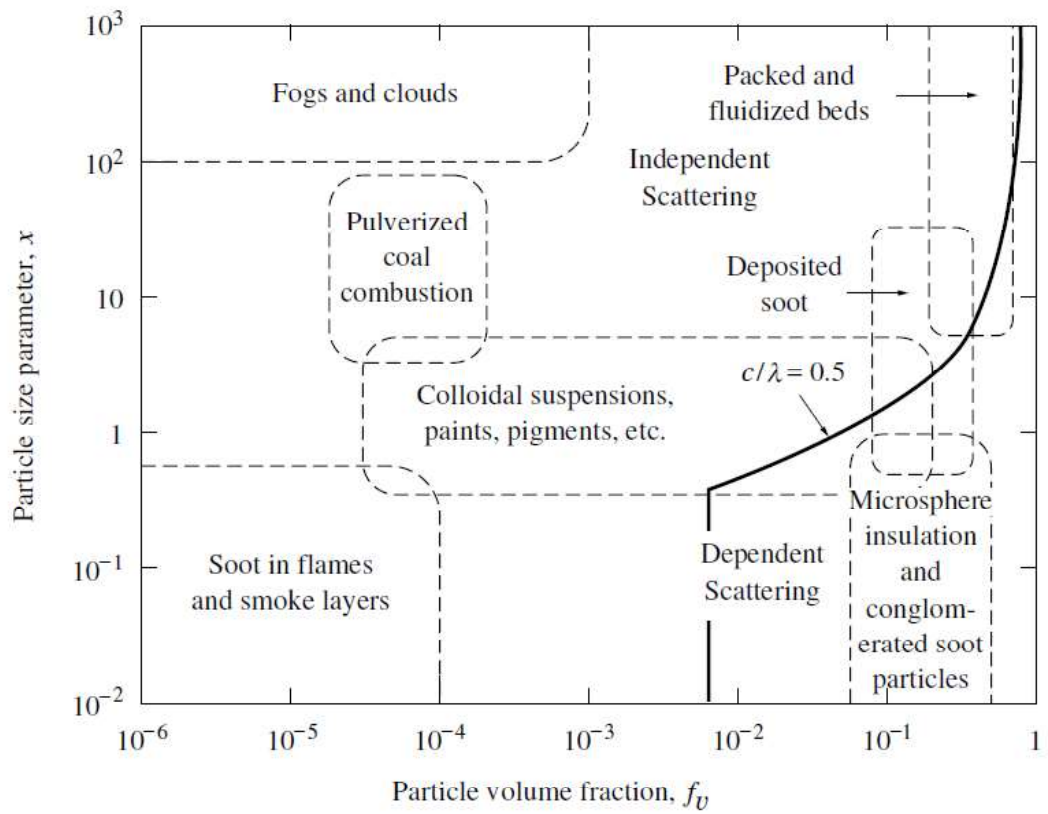 10³
Fogs and clouds
Packed and
fluidized beds
10²
Independent
Scattering
Pulverized
coal
combustion
Deposited
soot
10
Particle size parameter, x
c/λ = 0.5
Colloidal suspensions,
paints, pigments, etc.
1
Microsphere
insulation
and
conglom-
erated soot
particles
Dependent
Scattering
Soot in flames
and smoke layers
10⁻¹
10⁻²
10⁻⁶ 10⁻⁵ 10⁻⁴ 10⁻³ 10⁻² 10⁻¹ 1
Particle volume fraction, fᵥ